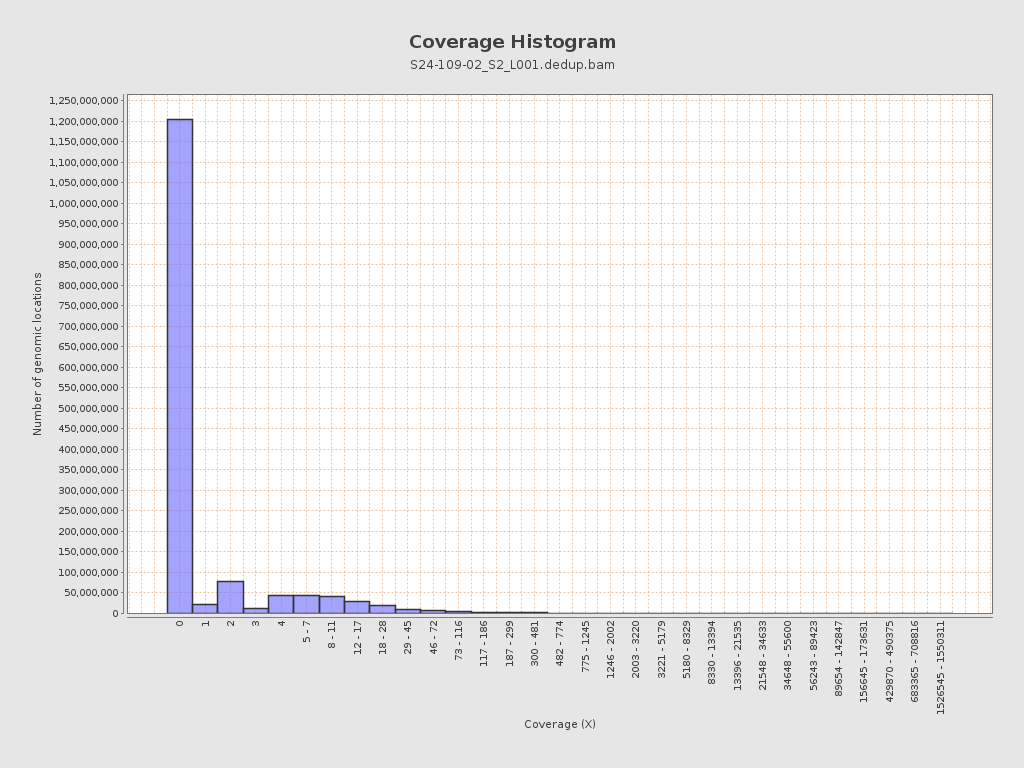 Coverage Histogram
S24-109-02_S2_L001.dedup.bam
Number of genomic locations
1,250,000,000
1,200,000,000
1,150,000,000
1,100,000,000
1,050,000,000
1,000,000,000
950,000,000
900,000,000
850,000,000
800,000,000
750,000,000
700,000,000
650,000,000
600,000,000
550,000,000
500,000,000
450,000,000
400,000,000
350,000,000
300,000,000
250,000,000
200,000,000
150,000,000
100,000,000
50,000,000
0
0
1
2
3
4
5 - 7
8 - 11
12 - 17
18 - 28
29 - 45
46 - 72
73 - 116
117 - 186
187 - 299
300 - 481
482 - 774
775 - 1245
1246 - 2002
2003 - 3220
3221 - 5179
5180 - 8329
8330 - 13394
13396 - 21535
21548 - 34633
34648 - 55600
56243 - 89423
89654 - 142847
156645 - 173631
429870 - 490375
683365 - 708816
1526545 - 1550311
Coverage (X)